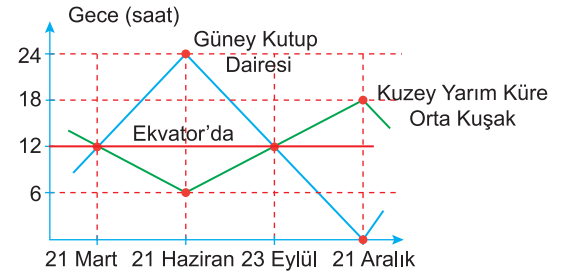 Gece (saat)
24
18
12
6
Güney Kutup
Dairesi
Kuzey Yarım Küre
Orta Kuşak
Ekvator'da
21 Mart
21 Haziran
23 Eylül
21 Aralık